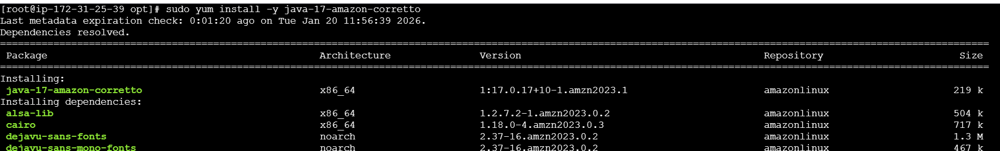 [root@ip-172-31-25-39 opt]# sudo yum install -y java-17-amazon-corretto
Last metadata expiration check: 0:01:20 ago on Tue Jan 20 11:56:39 2026.
Dependencies resolved.
================================================================================================================================================================
Package Architecture Version Repository Size
================================================================================================================================================================
Installing:
java-17-amazon-corretto x86_64 1:17.0.17+10-1.amzn2023.1 amazonlinux 219 k
Installing dependencies:
alsa-lib x86_64 1.2.7.2-1.amzn2023.0.2 amazonlinux 504 k
cairo x86_64 1.18.0-4.amzn2023.0.3 amazonlinux 717 k
dejavu-sans-fonts noarch 2.37-16.amzn2023.0.2 amazonlinux 1.3 M
dejavu-sans-mono-fonts noarch 2.37-16.amzn2023.0.2 amazonlinux 467 k